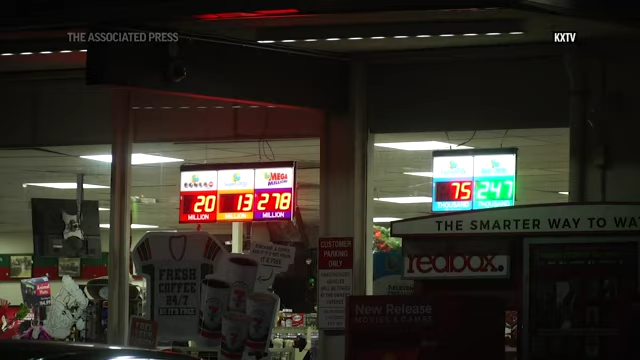 THE ASSOCIATED PRESS
KXTV
MEGA
MILLIONS
20
MILLION
13
MILLION
278
MILLION
75
THOUSAND
247
THOUSAND
THE SMARTER WAY TO WA
redbox.
CUSTOMER
PARKING
ONLY
FRESH
COFFEE
24/7
New Release
MOVIES & GAMES